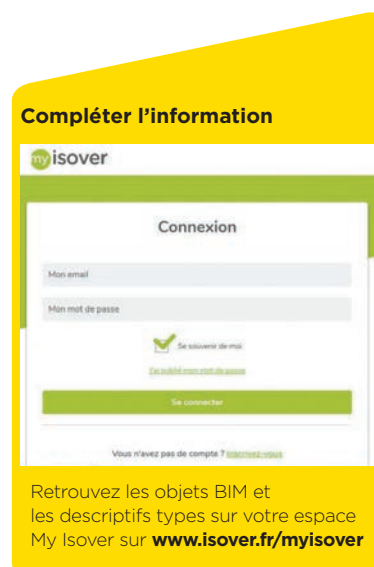 Compléter l’information
my isover
Connexion
Mon email
Mon mot de passe
Se souvenir de moi
J'ai oublié mon mot de passe
Se connecter
Vous n'avez pas de compte ? Inscrivez-vous
Retrouvez les objets BIM et
les descriptifs types sur votre espace
My Isover sur www.isover.fr/myisover